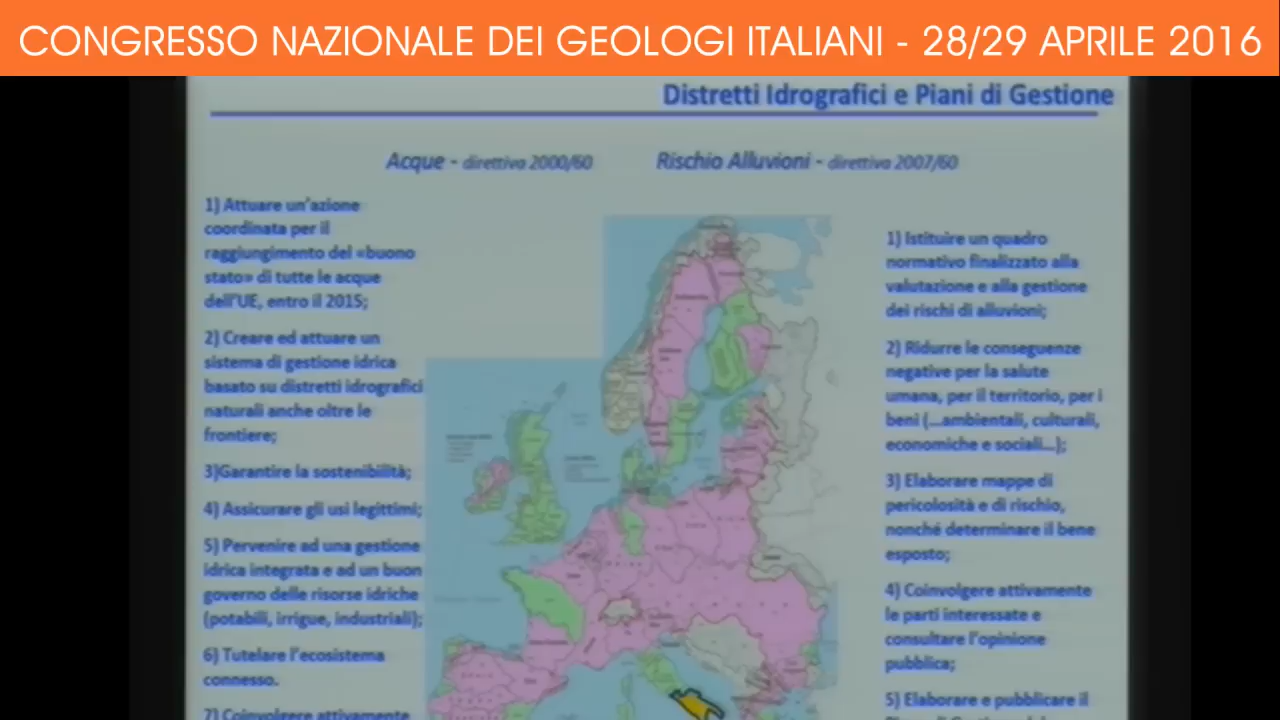 CONGRESSO NAZIONALE DEI GEOLOGI ITALIANI - 28/29 APRILE 2016
Distretti Idrografici e Piani di Gestione
Acque - direttiva 2000/60
Rischio Alluvioni - direttiva 2007/60
1) Attuare un'azione
coordinata per il
raggiungimento del «buono
stato» di tutte le acque
dell'UE, entro il 2015;
2) Creare ed attuare un
sistema di gestione idrica
basato su distretti idrografici
naturali anche oltre le
frontiere;
3)Garantire la sostenibilità;
4) Assicurare gli usi legittimi;
5) Pervenire ad una gestione
idrica integrata e ad un buon
governo delle risorse idriche
(potabili, irrigue, industriali);
6) Tutelare l'ecosistema
connesso.
7) Coinvolgere attivamente
1) Istituire un quadro
normativo finalizzato alla
valutazione e alla gestione
dei rischi di alluvioni;
2) Ridurre le conseguenze
negative per la salute
umana, per il territorio, per i
beni (...ambientali, culturali,
economiche e sociali...);
3) Elaborare mappe di
pericolosità e di rischio,
nonché determinare il bene
esposto;
4) Coinvolgere attivamente
le parti interessate e
consultare l'opinione
pubblica;
5) Elaborare e pubblicare il